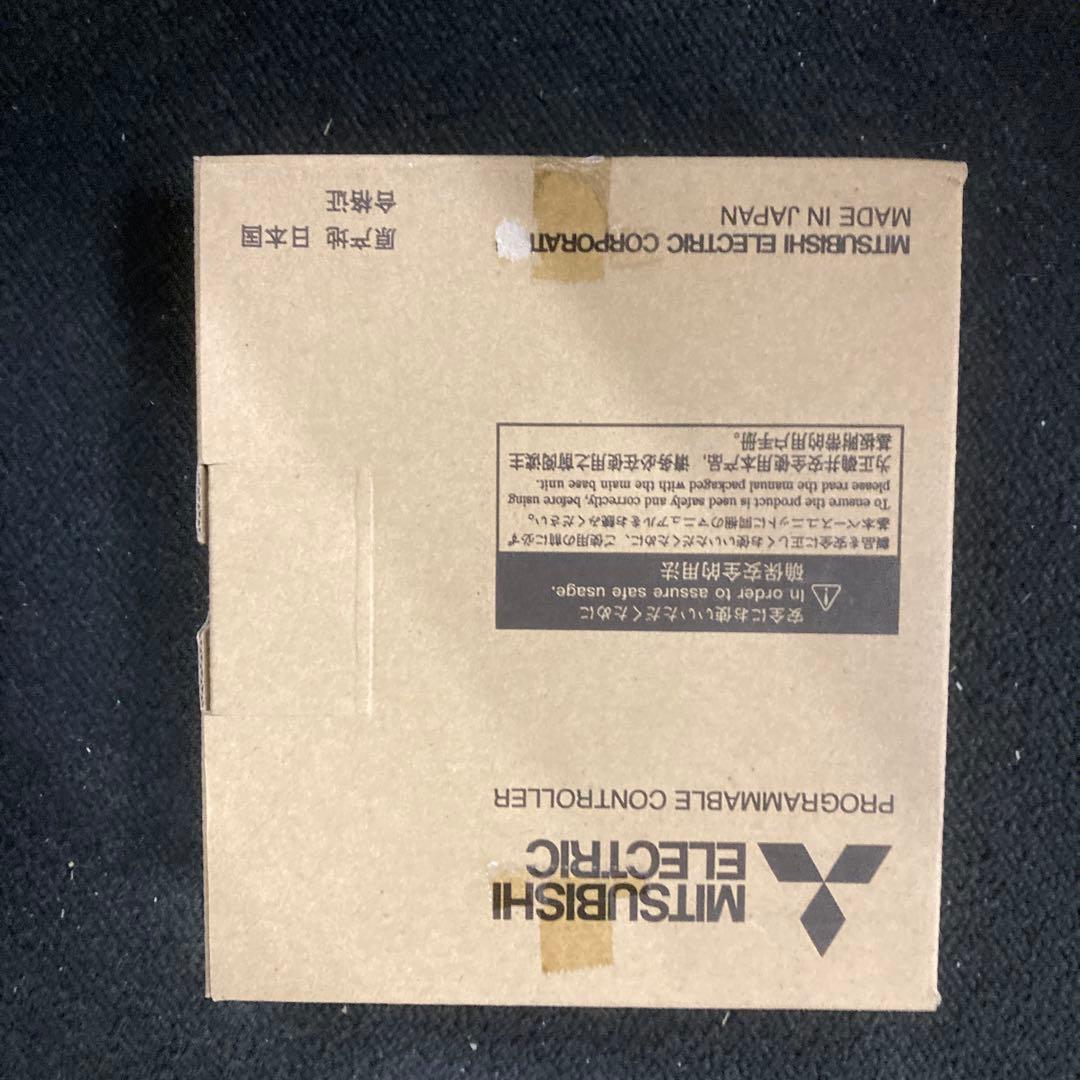 MITSUBISHI
ELECTRIC
PROGRAMMABLE CONTROLLER
安全にお使いいただくために
In order to assure safe usage.
确保安全的用法
製品を安全に正しくお使いいただくために、ご使用の前に必ず
基本ベースユニットに同梱のマニュアルをお読みください。
To ensure the product is used safely and correctly, before using
please read the manual packaged with the main base unit.
为正确并安全使用本产品，请务必在使用之前阅读主
基板附带的用户手册。
MITSUBISHI ELECTRIC CORPORAT
MADE IN JAPAN
原产地 日本国
合格证